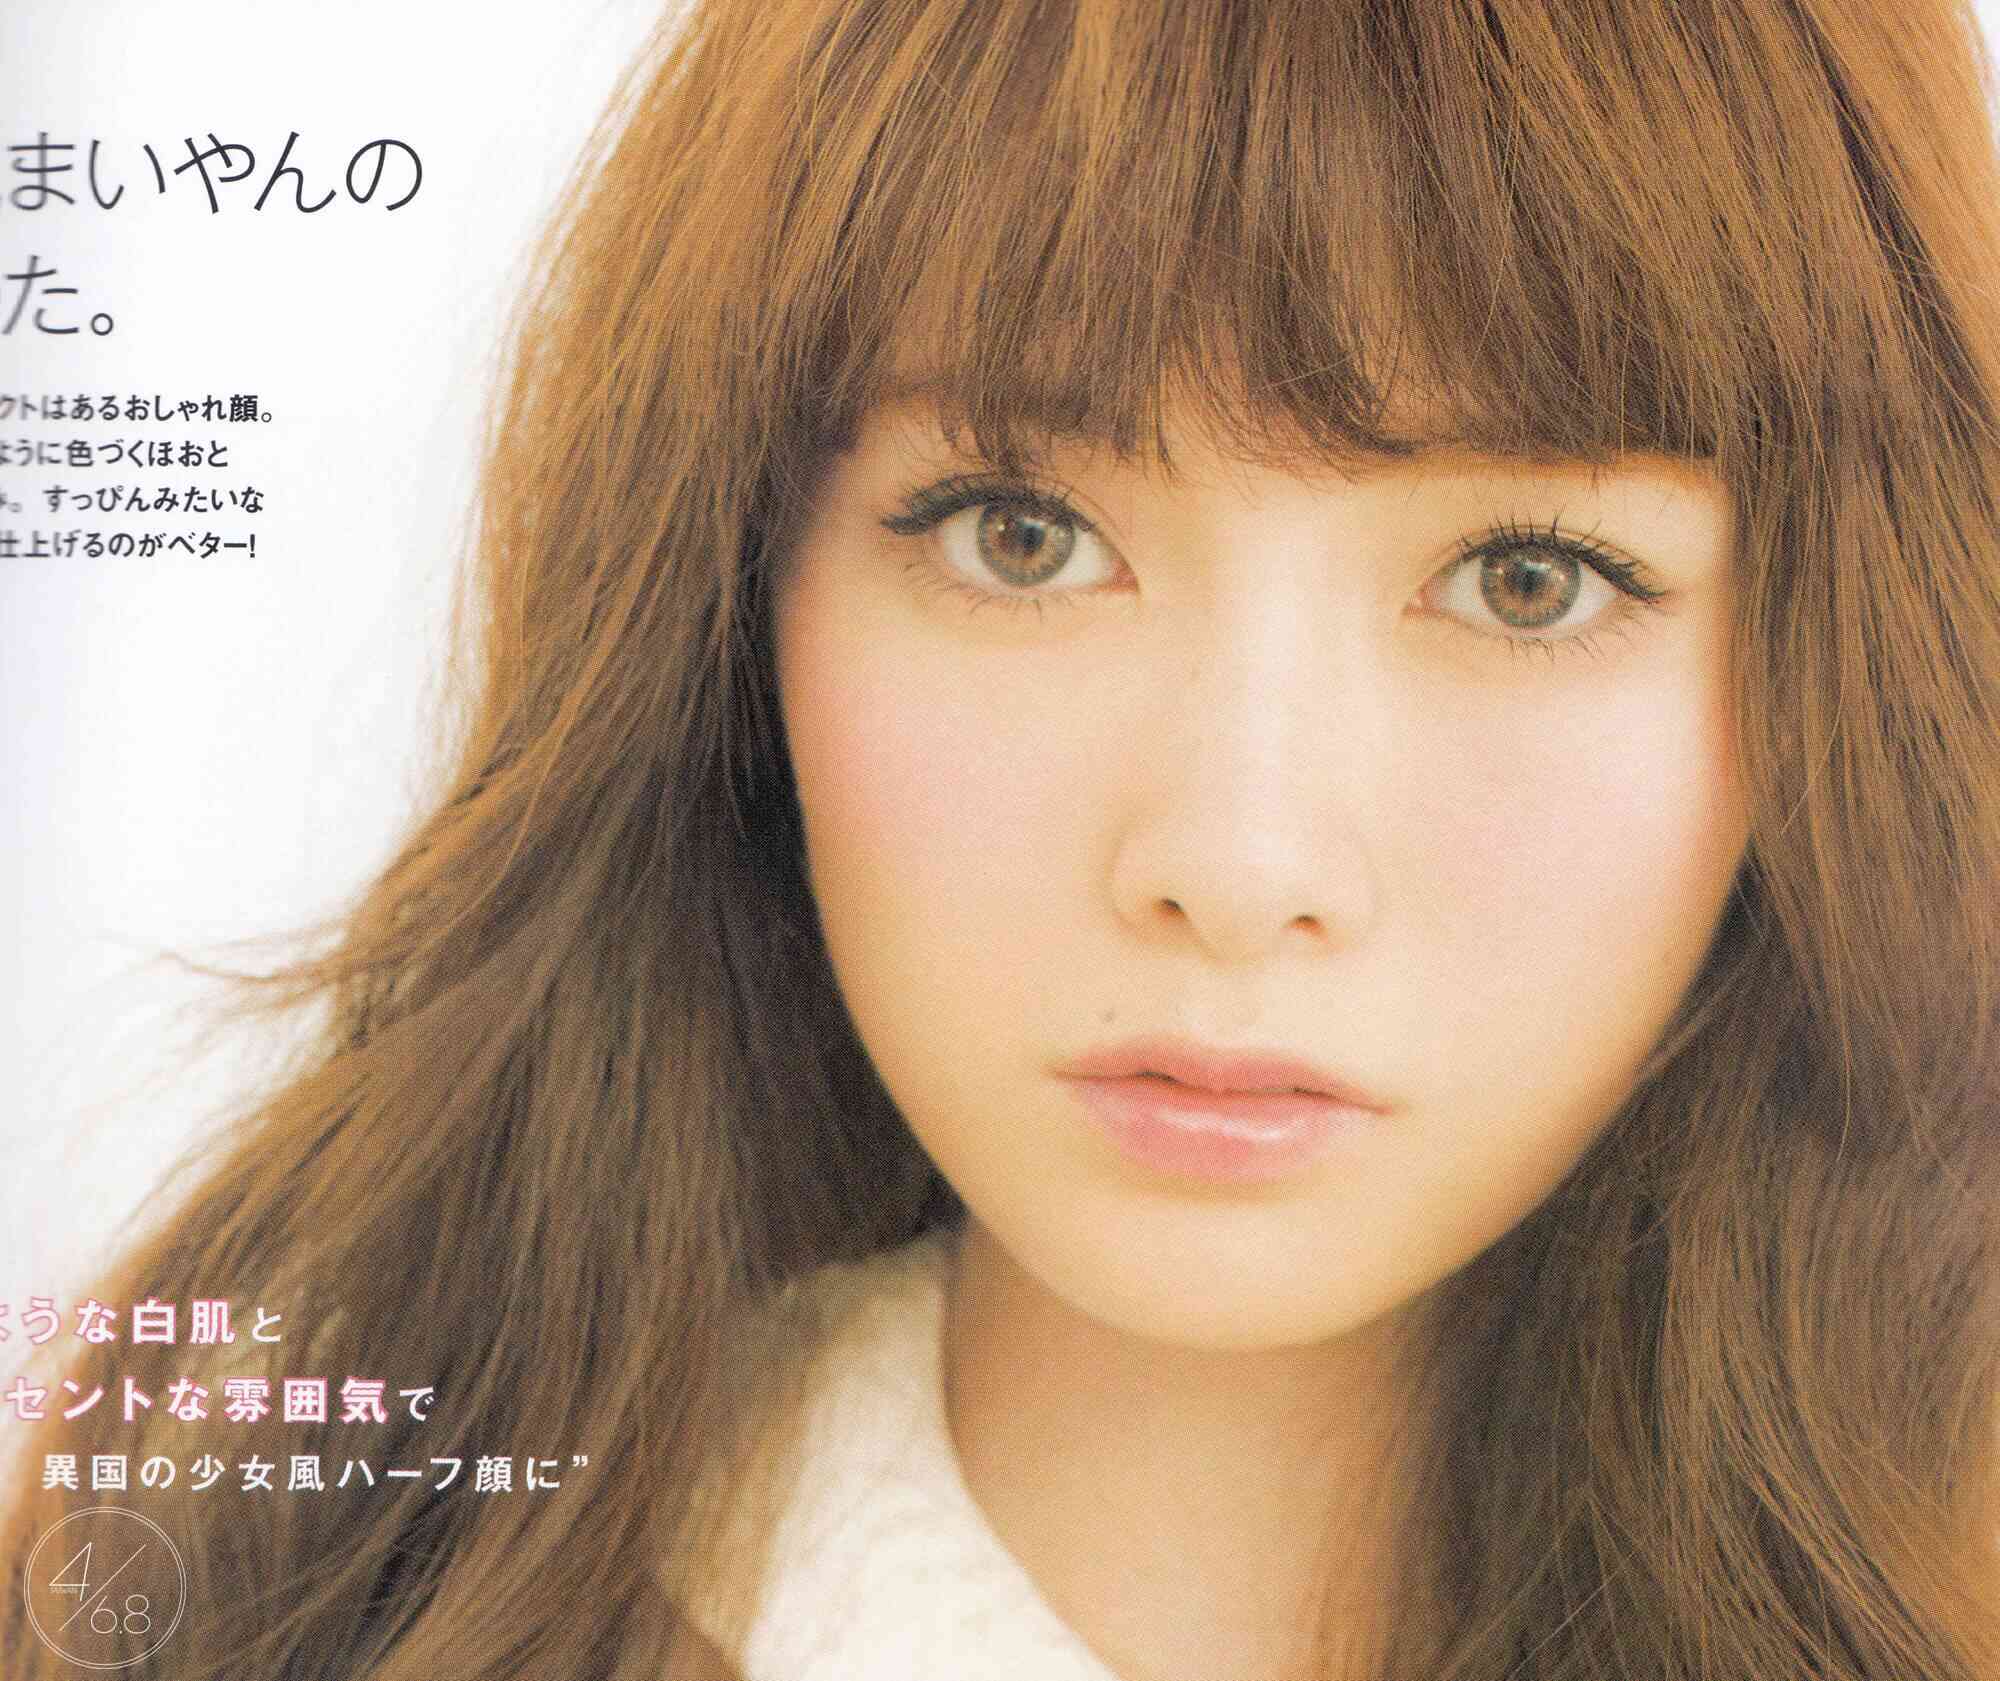 まいやんの
た。
クトはあるおしゃれ顔。
ように色づくほおと
。すっぴんみたいな
仕上げるのがベター!
ような白肌と
セントな雰囲気で
異国の少女風ハーフ顔に”
4/6.8